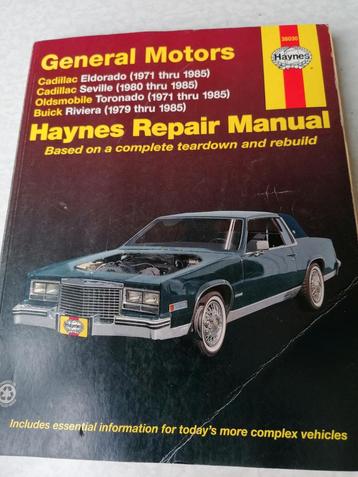 38030
Haynes
General Motors
Cadillac Eldorado (1971 thru 1985)
Cadillac Seville (1980 thru 1985)
Oldsmobile Toronado (1971 thru 1985)
Buick Riviera (1979 thru 1985)
Haynes Repair Manual
Based on a complete teardown and rebuild
Haynes
Includes essential information for today's more complex vehicles